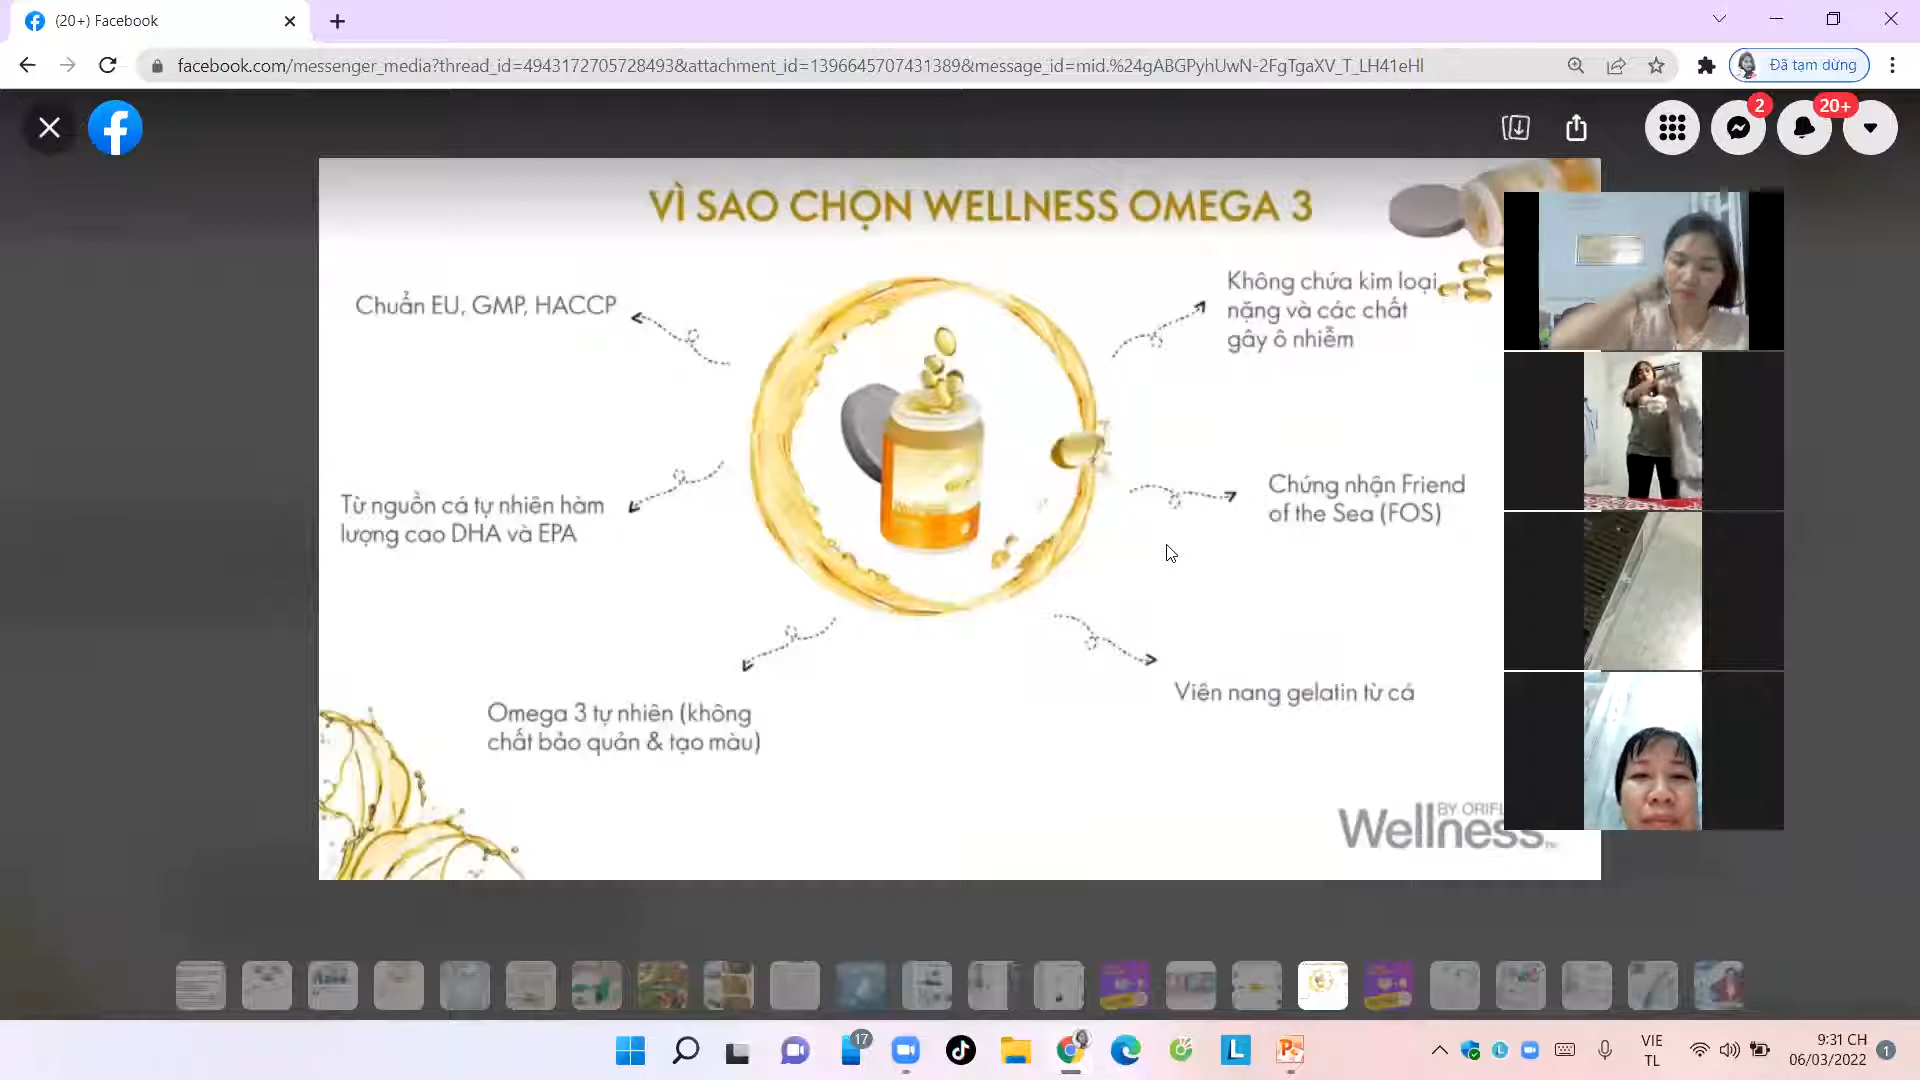 (20+) Facebook
facebook.com/messenger_media?thread_id=4943172705728493&attachment_id=139664570743138​9&message_id=mid.%24gABGPyhUwN-2FgTgaXV_T_LH41eHl
Đã tạm dừng
2
20+
VÌ SAO CHỌN WELLNESS OMEGA 3
Chuẩn EU, GMP, HACCP
Không chứa kim loại
nặng và các chất
gây ô nhiễm
Từ nguồn cá tự nhiên hàm
lượng cao DHA và EPA
Chứng nhận Friend
of the Sea (FOS)
Omega 3 tự nhiên (không
chất bảo quản & tạo màu)
Viên nang gelatin từ cá
BY
Wellness
17
VIE
TL
9:31 CH
06/03/2022
1